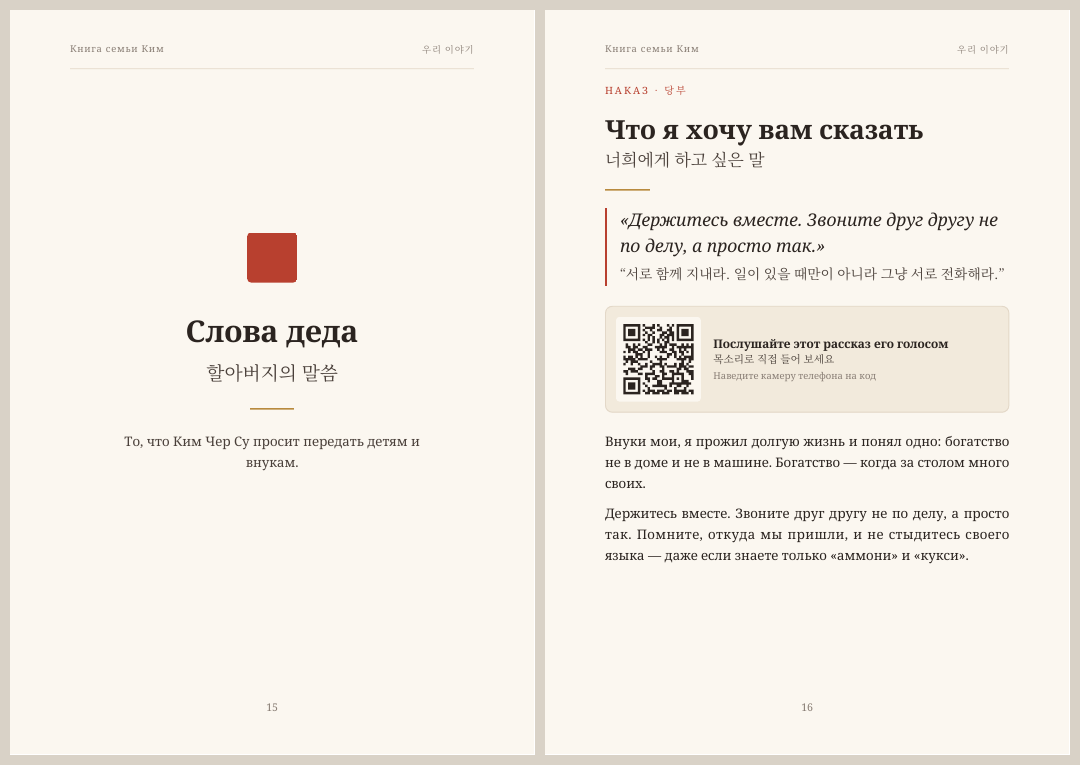 Книга семьи Ким
우리 이야기
Слова деда
할아버지의 말씀
То, что Ким Чер Су просит передать детям и
внукам.
15
Книга семьи Ким
우리 이야기
НАКАЗ · 당부
Что я хочу вам сказать
너희에게 하고 싶은 말
«Держитесь вместе. Звоните друг другу не
по делу, а просто так.»
“서로 함께 지내라. 일이 있을 때만이 아니라 그냥 서로 전화해라.”
Послушайте этот рассказ его голосом
목소리로 직접 들어 보세요
Наведите камеру телефона на код
Внуки мои, я прожил долгую жизнь и понял одно: богатство
не в доме и не в машине. Богатство — когда за столом много
своих.
Держитесь вместе. Звоните друг другу не по делу, а просто
так. Помните, откуда мы пришли, и не стыдитесь своего
языка — даже если знаете только «аммони» и «кукси».
16